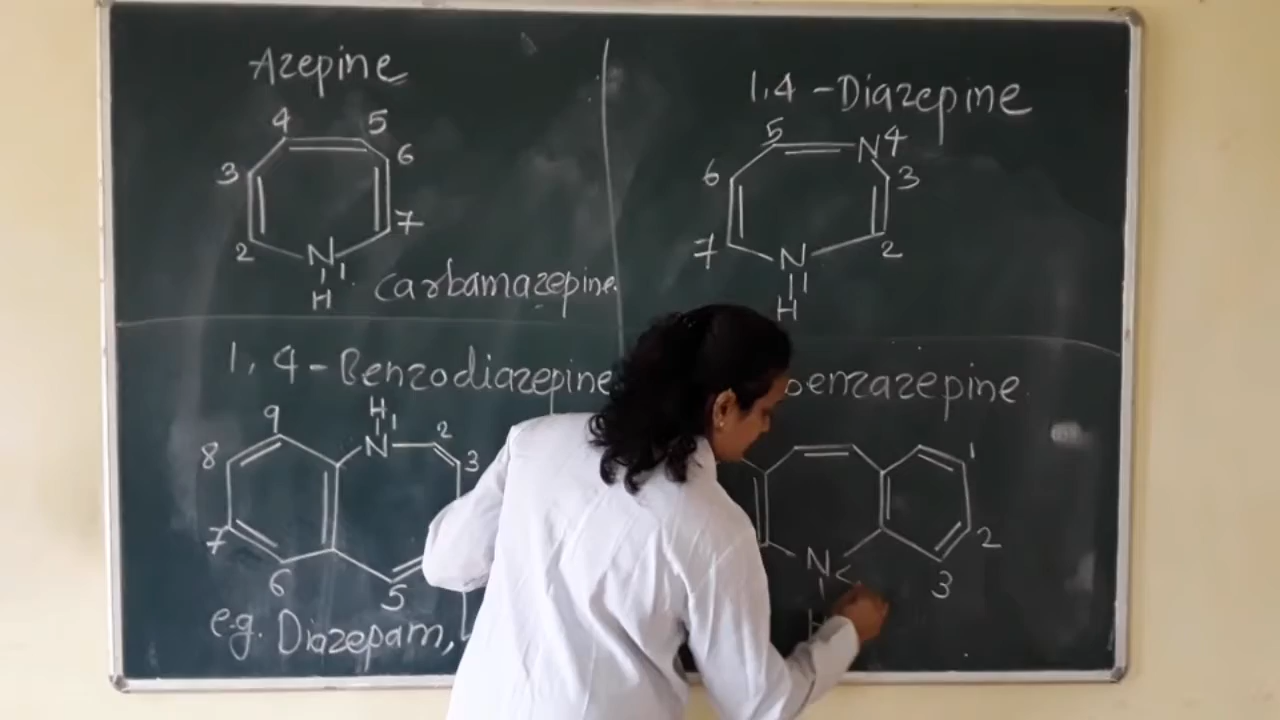 Azepine
4 5
3 6
2 7
N 1
H
Carbamazepine.
1,4-Diazepine
5 N 4
6 3
7 2
N 1
H
1,4-Benzodiazepine
H
9 N 1 2
8 3
7
6 5
e.g. Diazepam,
benzazepine.
1
2
N 3
H